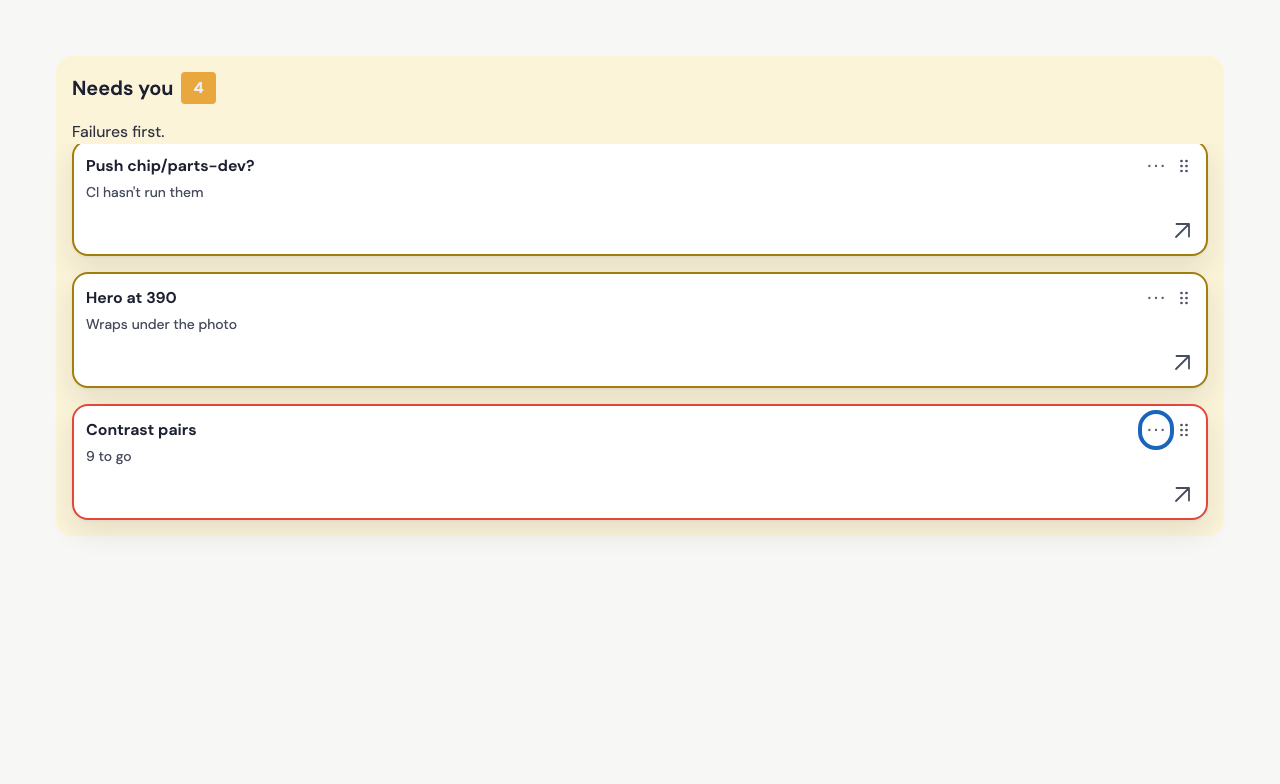 Needs you 4
Failures first.
Push chip/parts-dev?
CI hasn't run them
Hero at 390
Wraps under the photo
Contrast pairs
9 to go